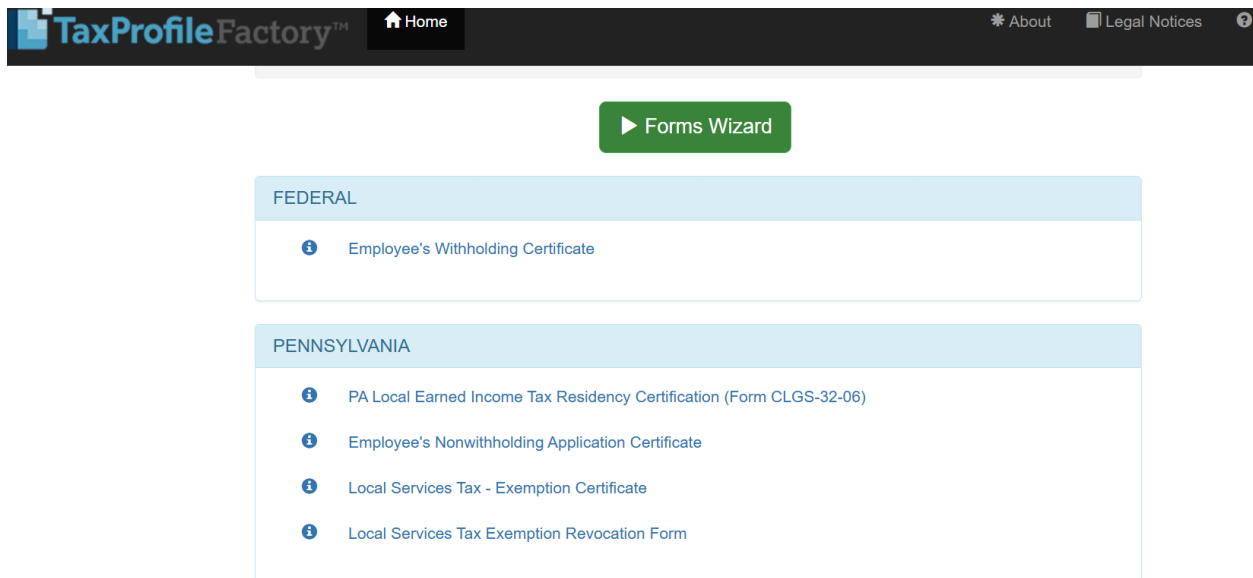 TaxProfileFactory™ Home About Legal Notices
Forms Wizard
FEDERAL
Employee's Withholding Certificate
PENNSYLVANIA
PA Local Earned Income Tax Residency Certification (Form CLGS-32-06)
Employee's Nonwithholding Application Certificate
Local Services Tax - Exemption Certificate
Local Services Tax Exemption Revocation Form